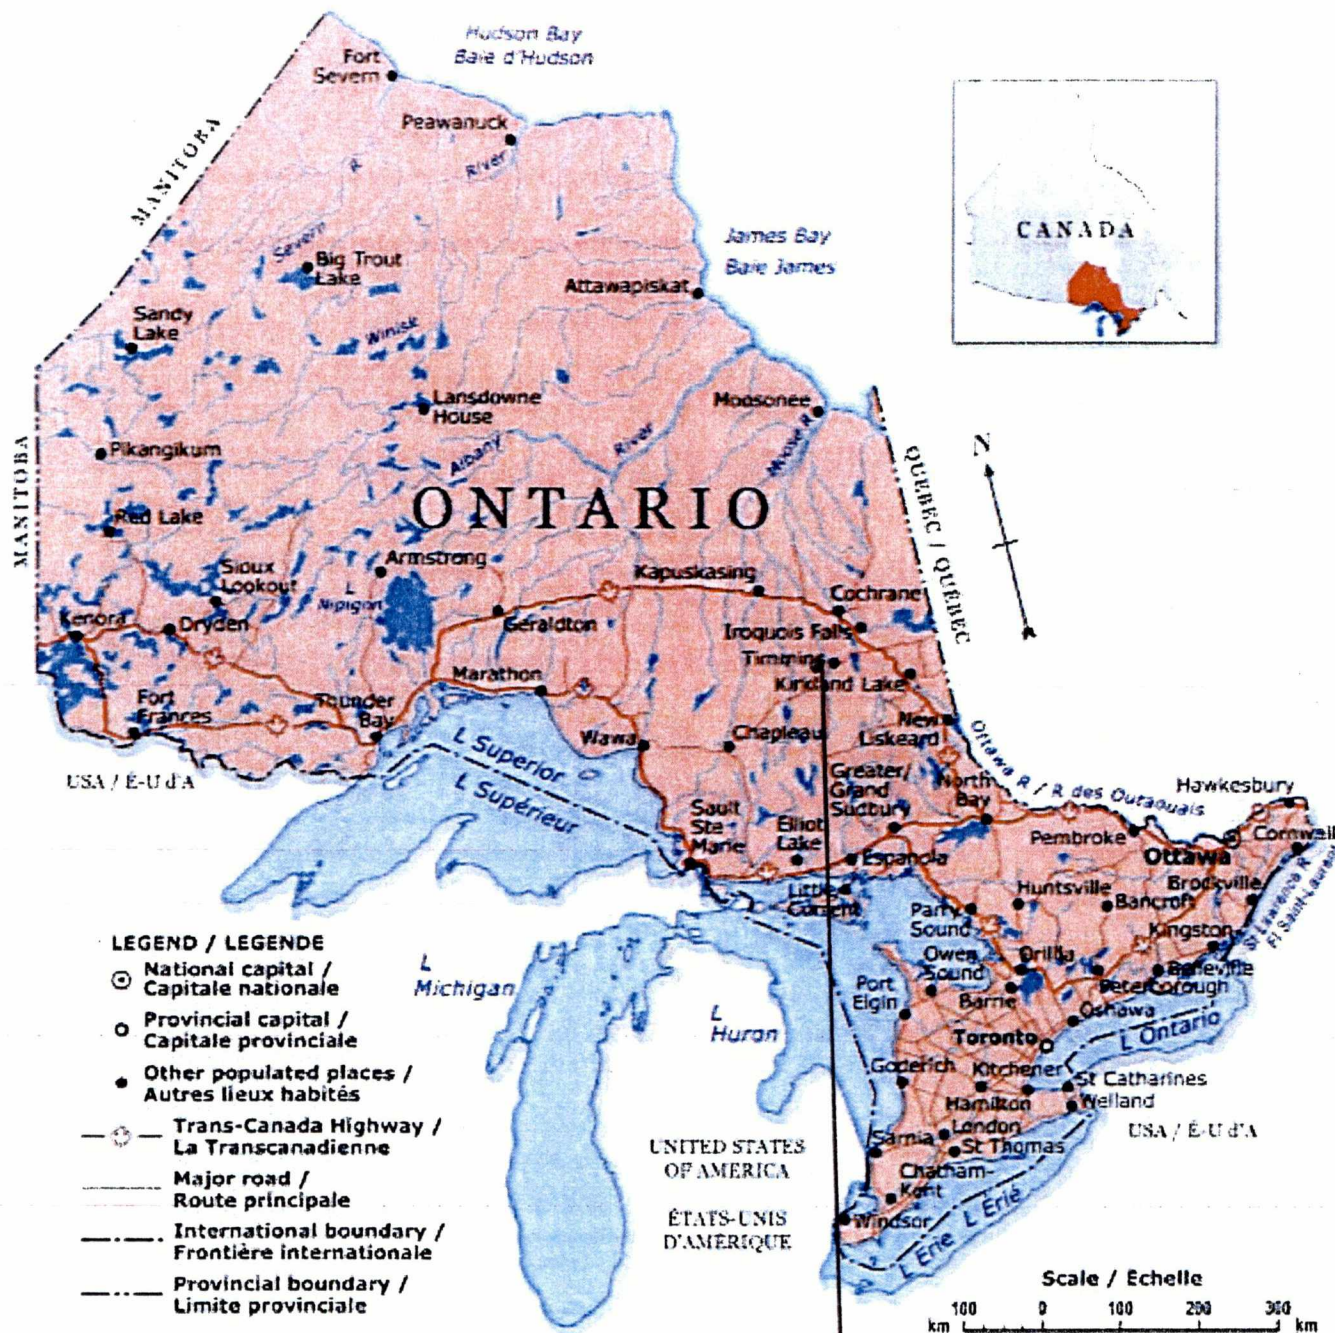 Hudson Bay
Baie d'Hudson
Fort
Severn
Peawanuck
River
R
Severn
MANITOBA
CANADA
James Bay
Baie James
Big Trout
Lake
Attawapiskat
Sandy
Lake
Winisk
Lansdowne
House
Moosonee
Moose R
Pikangikum
Albany
River
MANITOBA
ONTARIO
QUEBEC / QUÉBEC
N
Red Lake
Armstrong
Sioux
Lookout
L
Nipigon
Kapuskasing
Cochrane
Kenora
Dryden
Geraldton
Iroquois Falls
Timmins
Kirkland Lake
Marathon
Fort
Frances
Thunder
Bay
New
Liskeard
Wawa
Chapleau
L Superior
L Supérieur
USA / É-U d'A
Ottawa R / R des Outaouais
Greater/
Grand
Sudbury
North
Bay
Hawkesbury
Sault
Ste
Marie
Elliot
Lake
Pembroke
Cornwall
Ottawa
Espanola
Little
Current
Huntsville
Bancroft
Brockville
St Lawrence R
Fl Saint-Laurent
Parry
Sound
Kingston
Owen
Sound
Orillia
Belleville
Peterborough
Port
Elgin
Barrie
Oshawa
L
Michigan
L
Huron
Toronto
L Ontario
Goderich
Kitchener
St Catharines
Hamilton
Welland
London
St Thomas
USA / É-U d'A
Sarnia
UNITED STATES
OF AMERICA
ÉTATS-UNIS
D'AMÉRIQUE
Chatham-
Kent
Windsor
L Erie
L Érié
LEGEND / LEGENDE
National capital /
Capitale nationale
Provincial capital /
Capitale provinciale
Other populated places /
Autres lieux habités
Trans-Canada Highway /
La Transcanadienne
Major road /
Route principale
International boundary /
Frontière internationale
Provincial boundary /
Limite provinciale
Scale / Échelle
100 0 100 200 300
km km